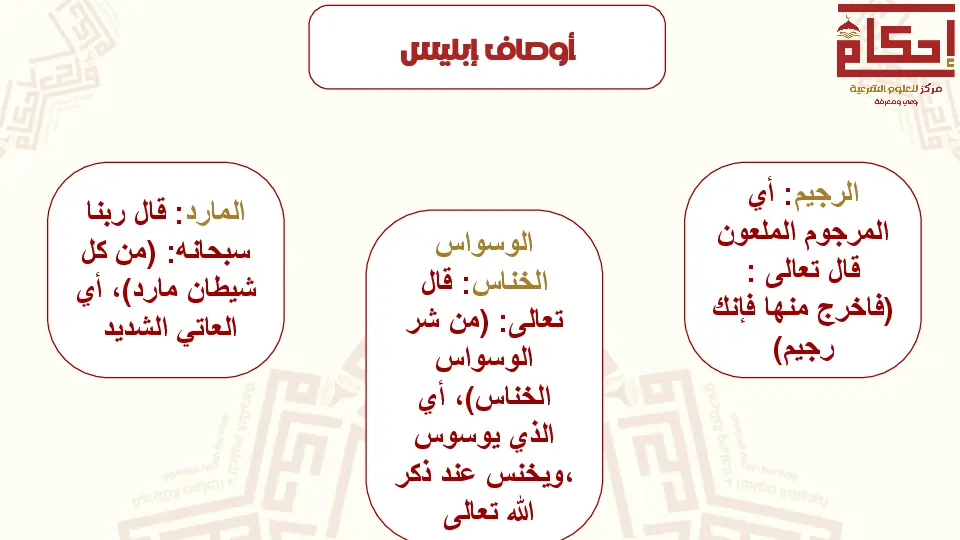 أوصاف إبليس
إحكام
مركز للعلوم الشرعية
وعي ومعرفة
الرجيم: أي
المرجوم الملعون
قال تعالى :
(فاخرج منها فإنك
رجيم)
الوسواس
الخناس: قال
تعالى: (من شر
الوسواس
الخناس)، أي
الذي يوسوس
،ويخنس عند ذكر
الله تعالى
المارد: قال ربنا
سبحانه: (من كل
شيطان مارد)، أي
العاتي الشديد